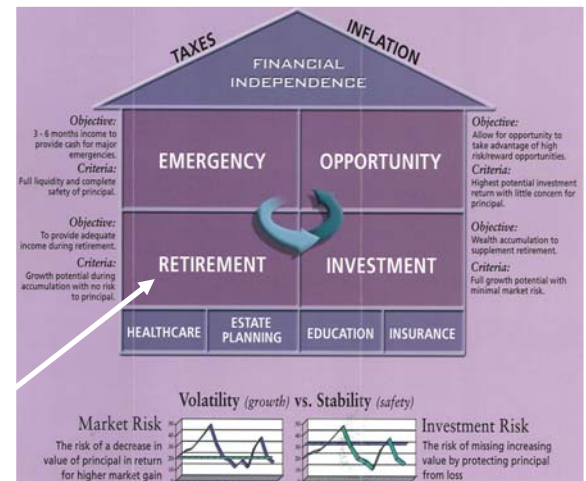 TAXES
INFLATION
FINANCIAL
INDEPENDENCE
Objective:
3 - 6 months income to
provide cash for major
emergencies.
Criteria:
Full liquidity and complete
safety of principal.
EMERGENCY
OPPORTUNITY
Objective:
Allow for opportunity to
take advantage of high
risk/reward opportunities.
Criteria:
Highest potential investment
return with little concern for
principal.
Objective:
To provide adequate
income during retirement.
Criteria:
Growth potential during
accumulation with no risk
to principal.
RETIREMENT
INVESTMENT
Objective:
Wealth accumulation to
supplement retirement.
Criteria:
Full growth potential with
minimal market risk.
HEALTHCARE
ESTATE
PLANNING
EDUCATION
INSURANCE
Volatility (growth) vs. Stability (safety)
Market Risk
The risk of a decrease in
value of principal in return
for higher market gain
Investment Risk
The risk of missing increasing
value by protecting principal
from loss